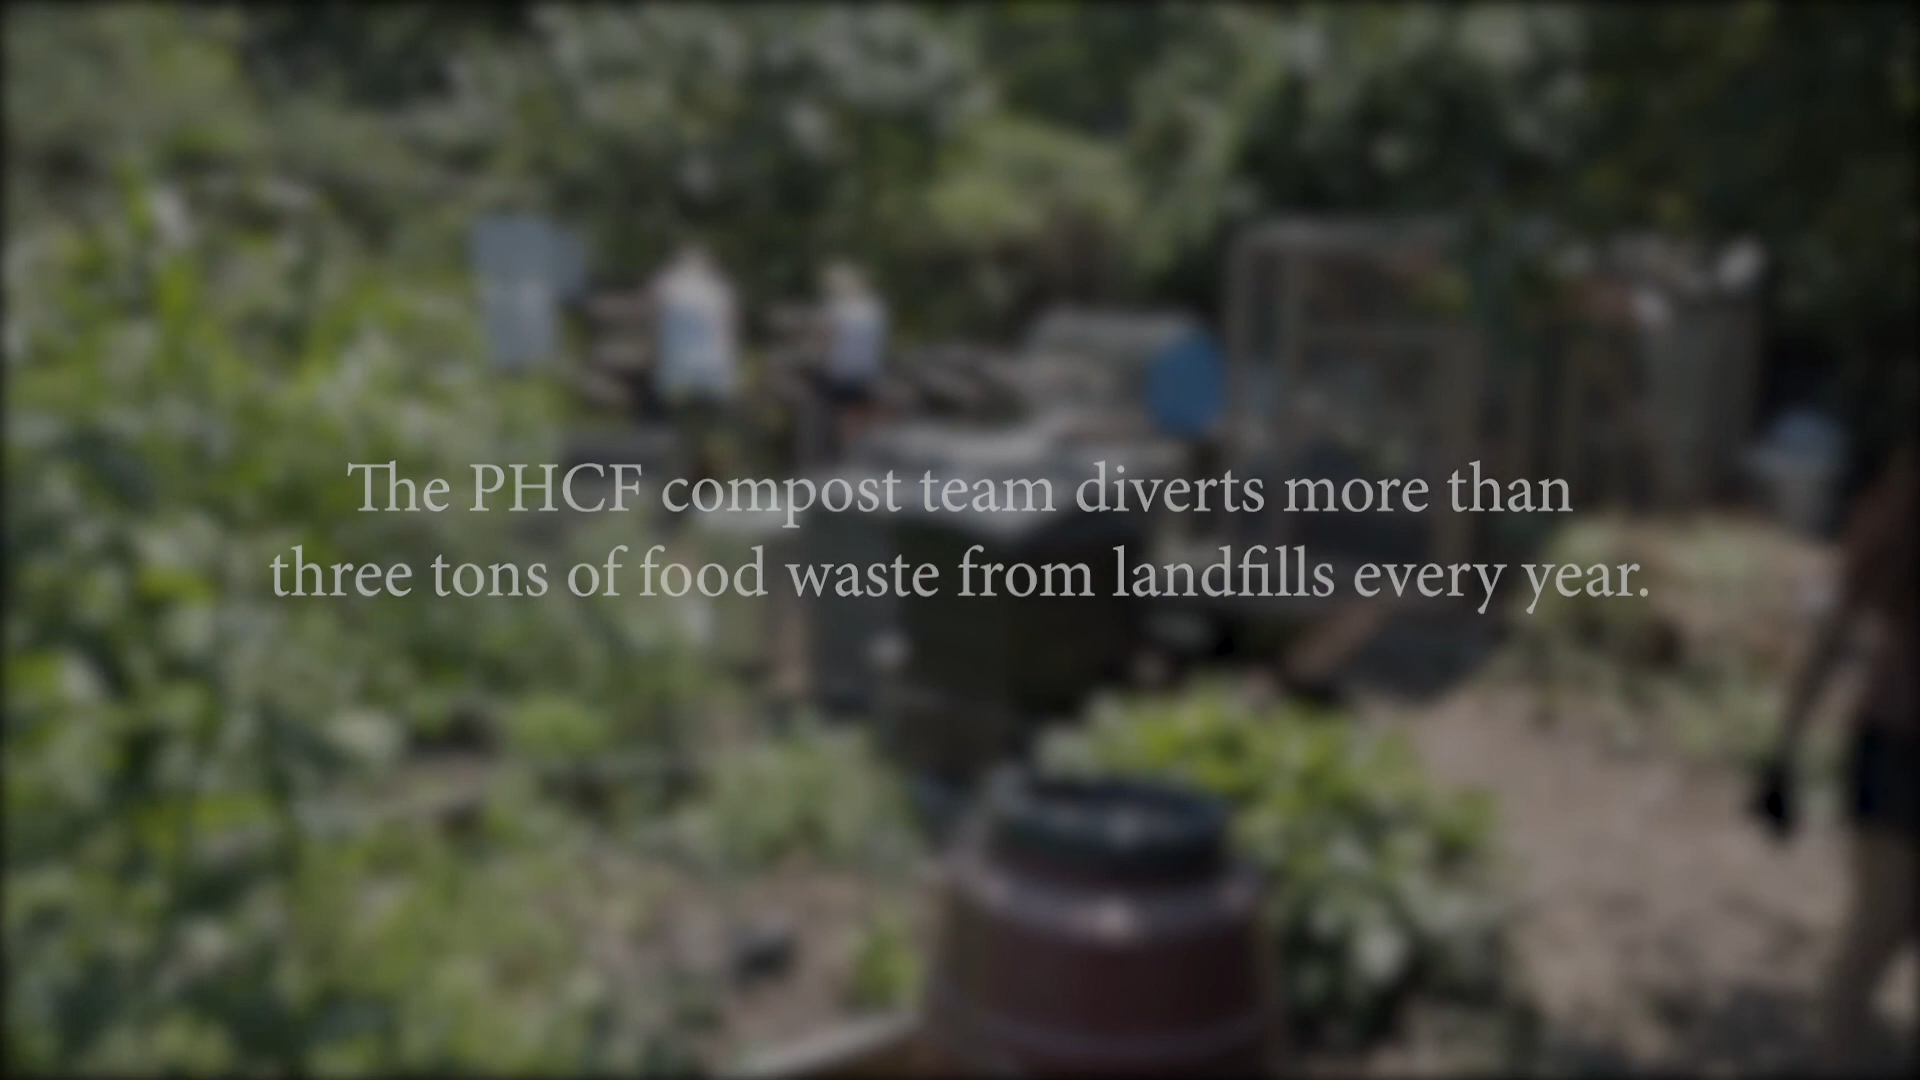 The PHCF compost team diverts more than
three tons of food waste from landfills every year.